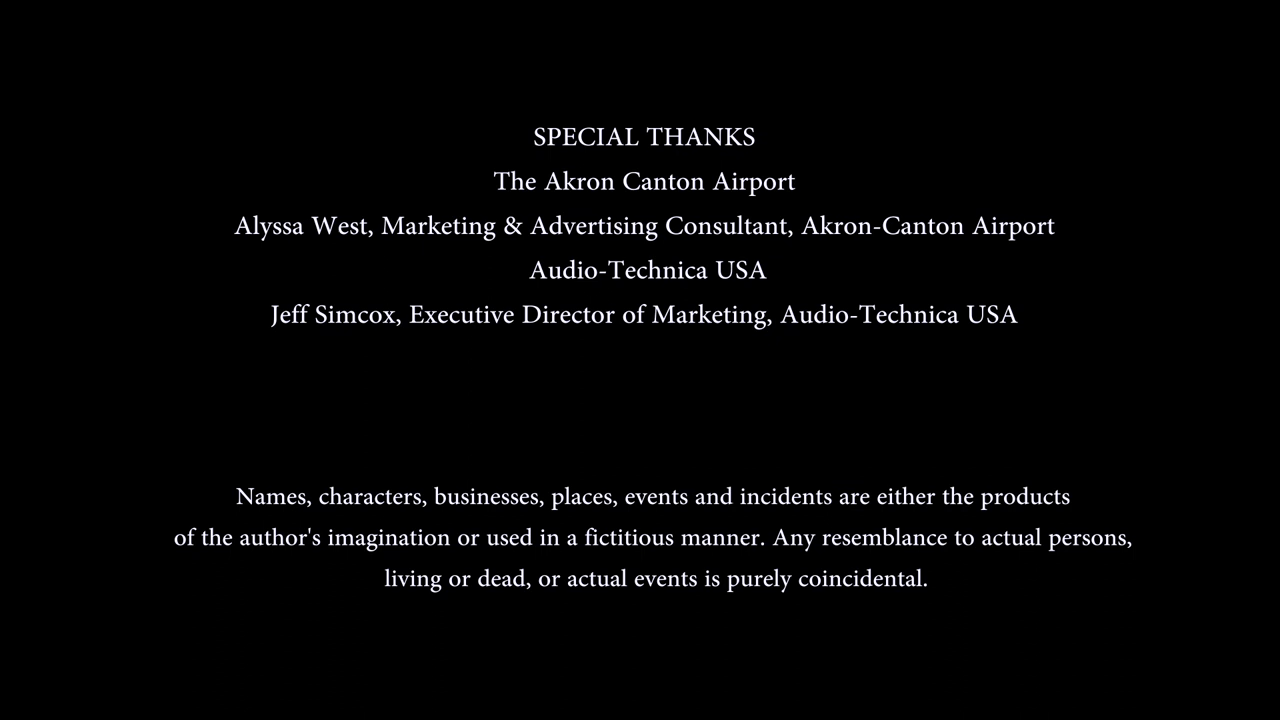 SPECIAL THANKS
The Akron Canton Airport
Alyssa West, Marketing & Advertising Consultant, Akron-Canton Airport
Audio-Technica USA
Jeff Simcox, Executive Director of Marketing, Audio-Technica USA
Names, characters, businesses, places, events and incidents are either the products
of the author's imagination or used in a fictitious manner. Any resemblance to actual persons,
living or dead, or actual events is purely coincidental.